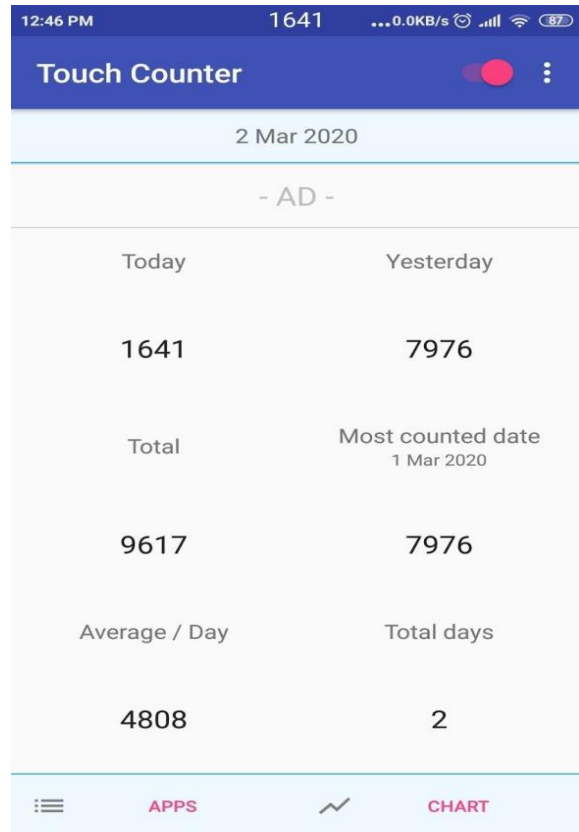 12:46 PM 1641 ...0.0KB/s 87
Touch Counter
2 Mar 2020
- AD -
Today Yesterday
1641 7976
Total Most counted date
1 Mar 2020
9617 7976
Average / Day Total days
4808 2
APPS CHART